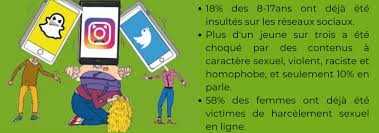 • 18% des 8-17ans ont déjà été
insultés sur les réseaux sociaux.
• Plus d'un jeune sur trois a été
choqué par des contenus à
caractère sexuel, violent, raciste et
homophobe, et seulement 10% en
parle.
• 58% des femmes ont déjà été
victimes de harcèlement sexuel
en ligne.